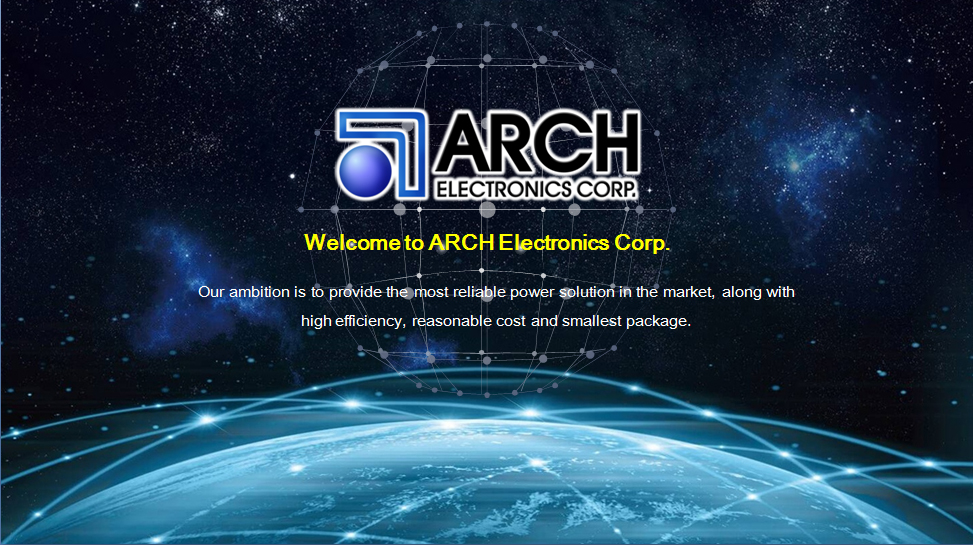 ARCH
ELECTRONICS CORP.
Welcome to ARCH Electronics Corp.
Our ambition is to provide the most reliable power solution in the market, along with
high efficiency, reasonable cost and smallest package.